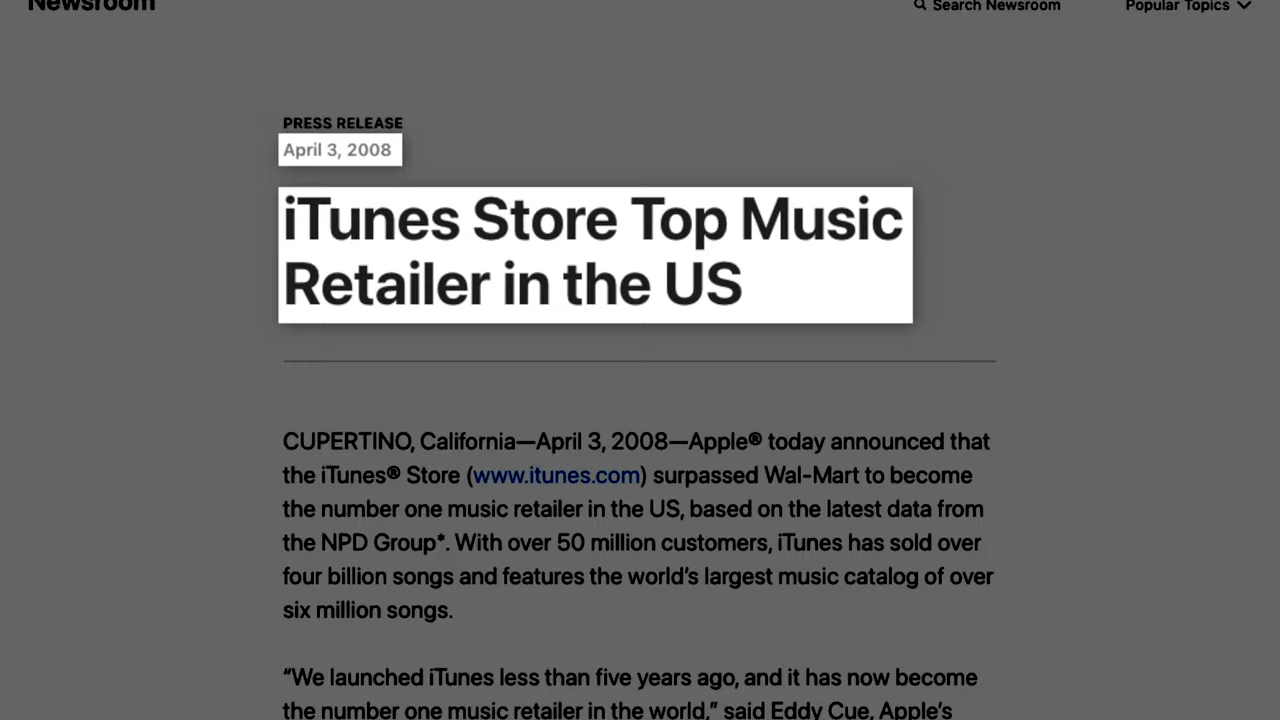 Newsroom
Search Newsroom
Popular Topics
PRESS RELEASE
April 3, 2008
iTunes Store Top Music
Retailer in the US
CUPERTINO, California—April 3, 2008—Apple® today announced that
the iTunes® Store (www.itunes.com) surpassed Wal-Mart to become
the number one music retailer in the US, based on the latest data from
the NPD Group*. With over 50 million customers, iTunes has sold over
four billion songs and features the world’s largest music catalog of over
six million songs.
“We launched iTunes less than five years ago, and it has now become
the number one music retailer in the world,” said Eddy Cue, Apple’s